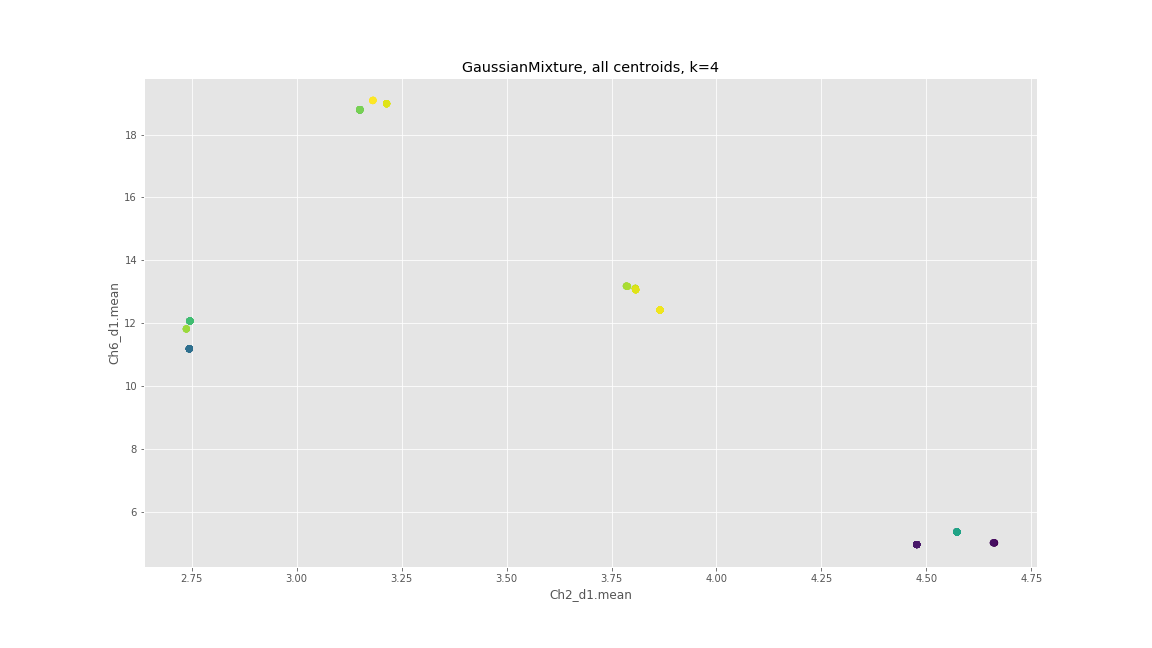 GaussianMixture, all centroids, k=4
Ch6_d1.mean
18
16
14
12
10
8
6
2.75 3.00 3.25 3.50 3.75 4.00 4.25 4.50 4.75
Ch2_d1.mean